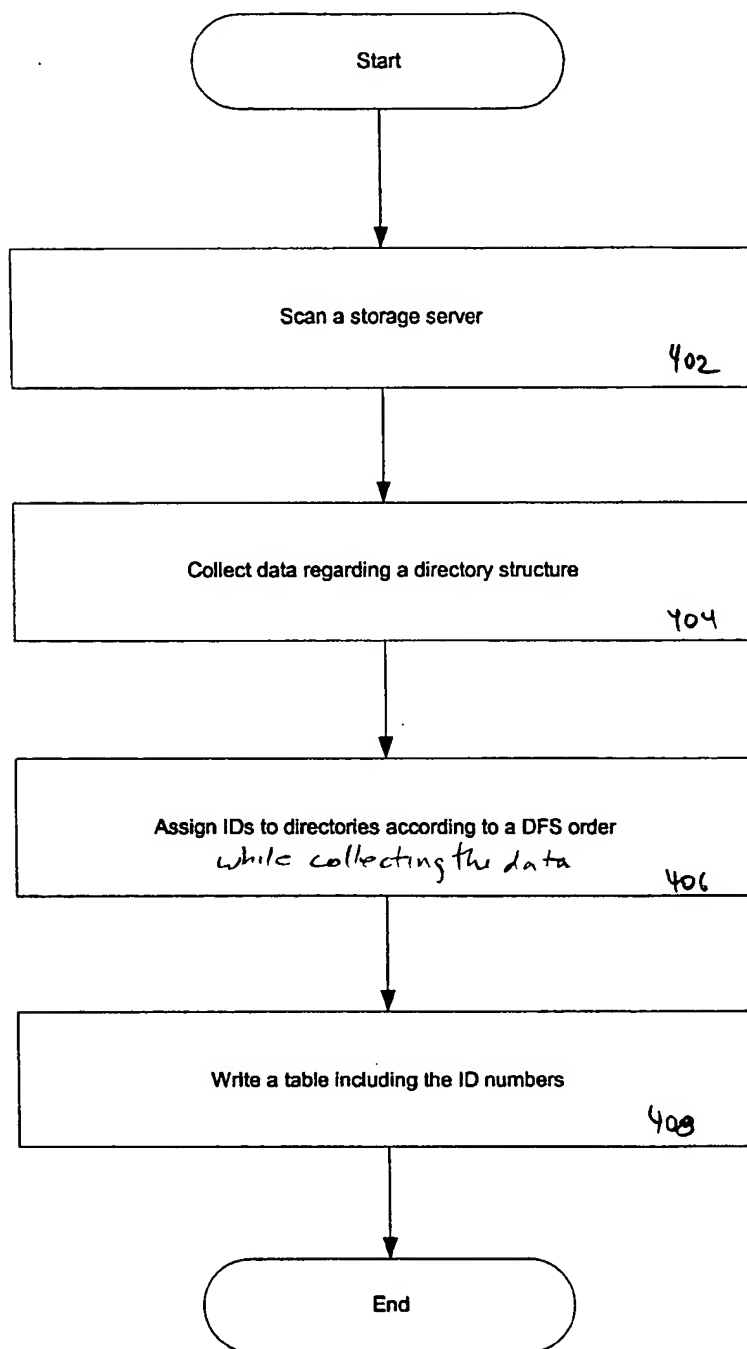 Start
Scan a storage server
402
Collect data regarding a directory structure
404
Assign IDs to directories according to a DFS order
while collecting the data
406
Write a table including the ID numbers
408
End